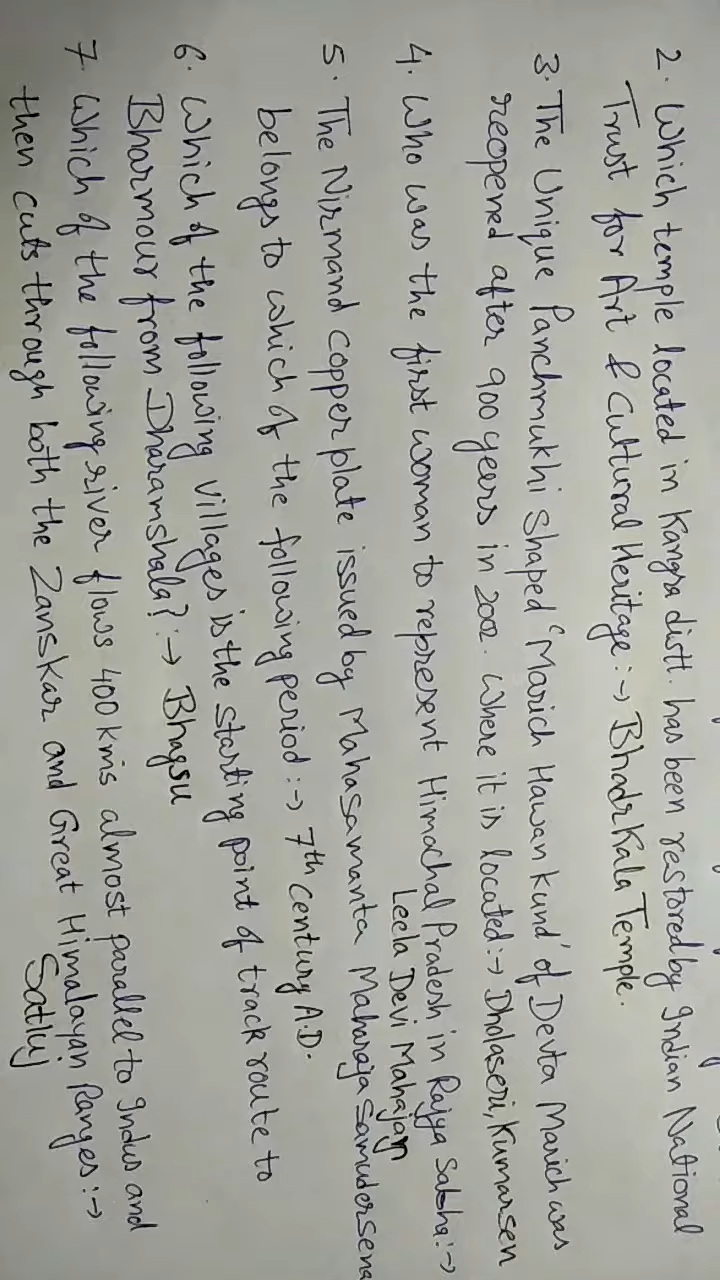 2. Which temple located in Kangra distt. has been restored by Indian National
Trust for Art & Cultural Heritage :→ BhadrKala Temple.
3. The Unique Panchmukhi shaped 'Marich Hawan Kund' of Devta Marich was
reopened after 900 years in 2002. Where it is located :→ Dholaseri, Kumarsen
4. Who was the first woman to represent Himachal Pradesh in Rajya Sabha :→
Leela Devi Mahajan
5. The Nirmand Copper plate issued by Mahasamanta Maharaja Samudersena
belongs to which of the following period :→ 7th century A.D.
6. Which of the following villages is the starting point of track route to
Bharmour from Dharamshala? :→ Bhagsu
7. Which of the following river flows 400 kms almost parallel to Indus and
then cuts through both the Zanskar and Great Himalayan Ranges :→
Satluj